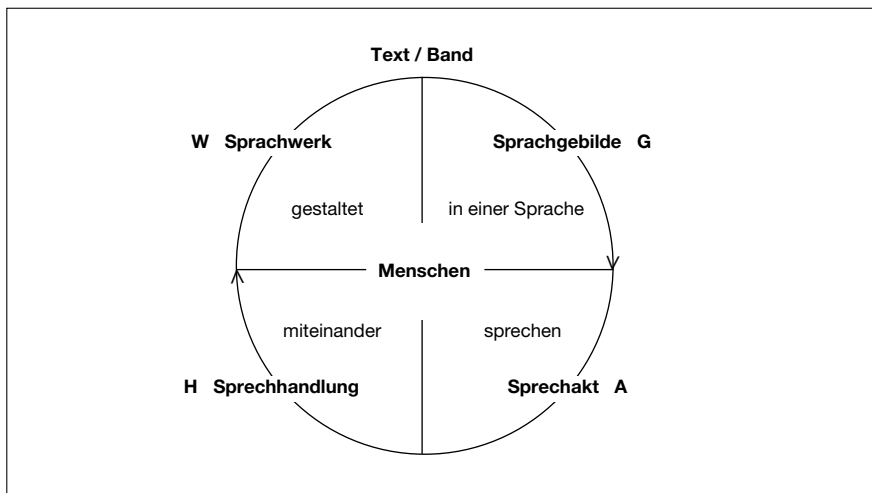 Text / Band
W Sprachwerk
Sprachgebilde G
gestaltet
in einer Sprache
Menschen
miteinander
sprechen
H Sprechhandlung
Sprechakt A